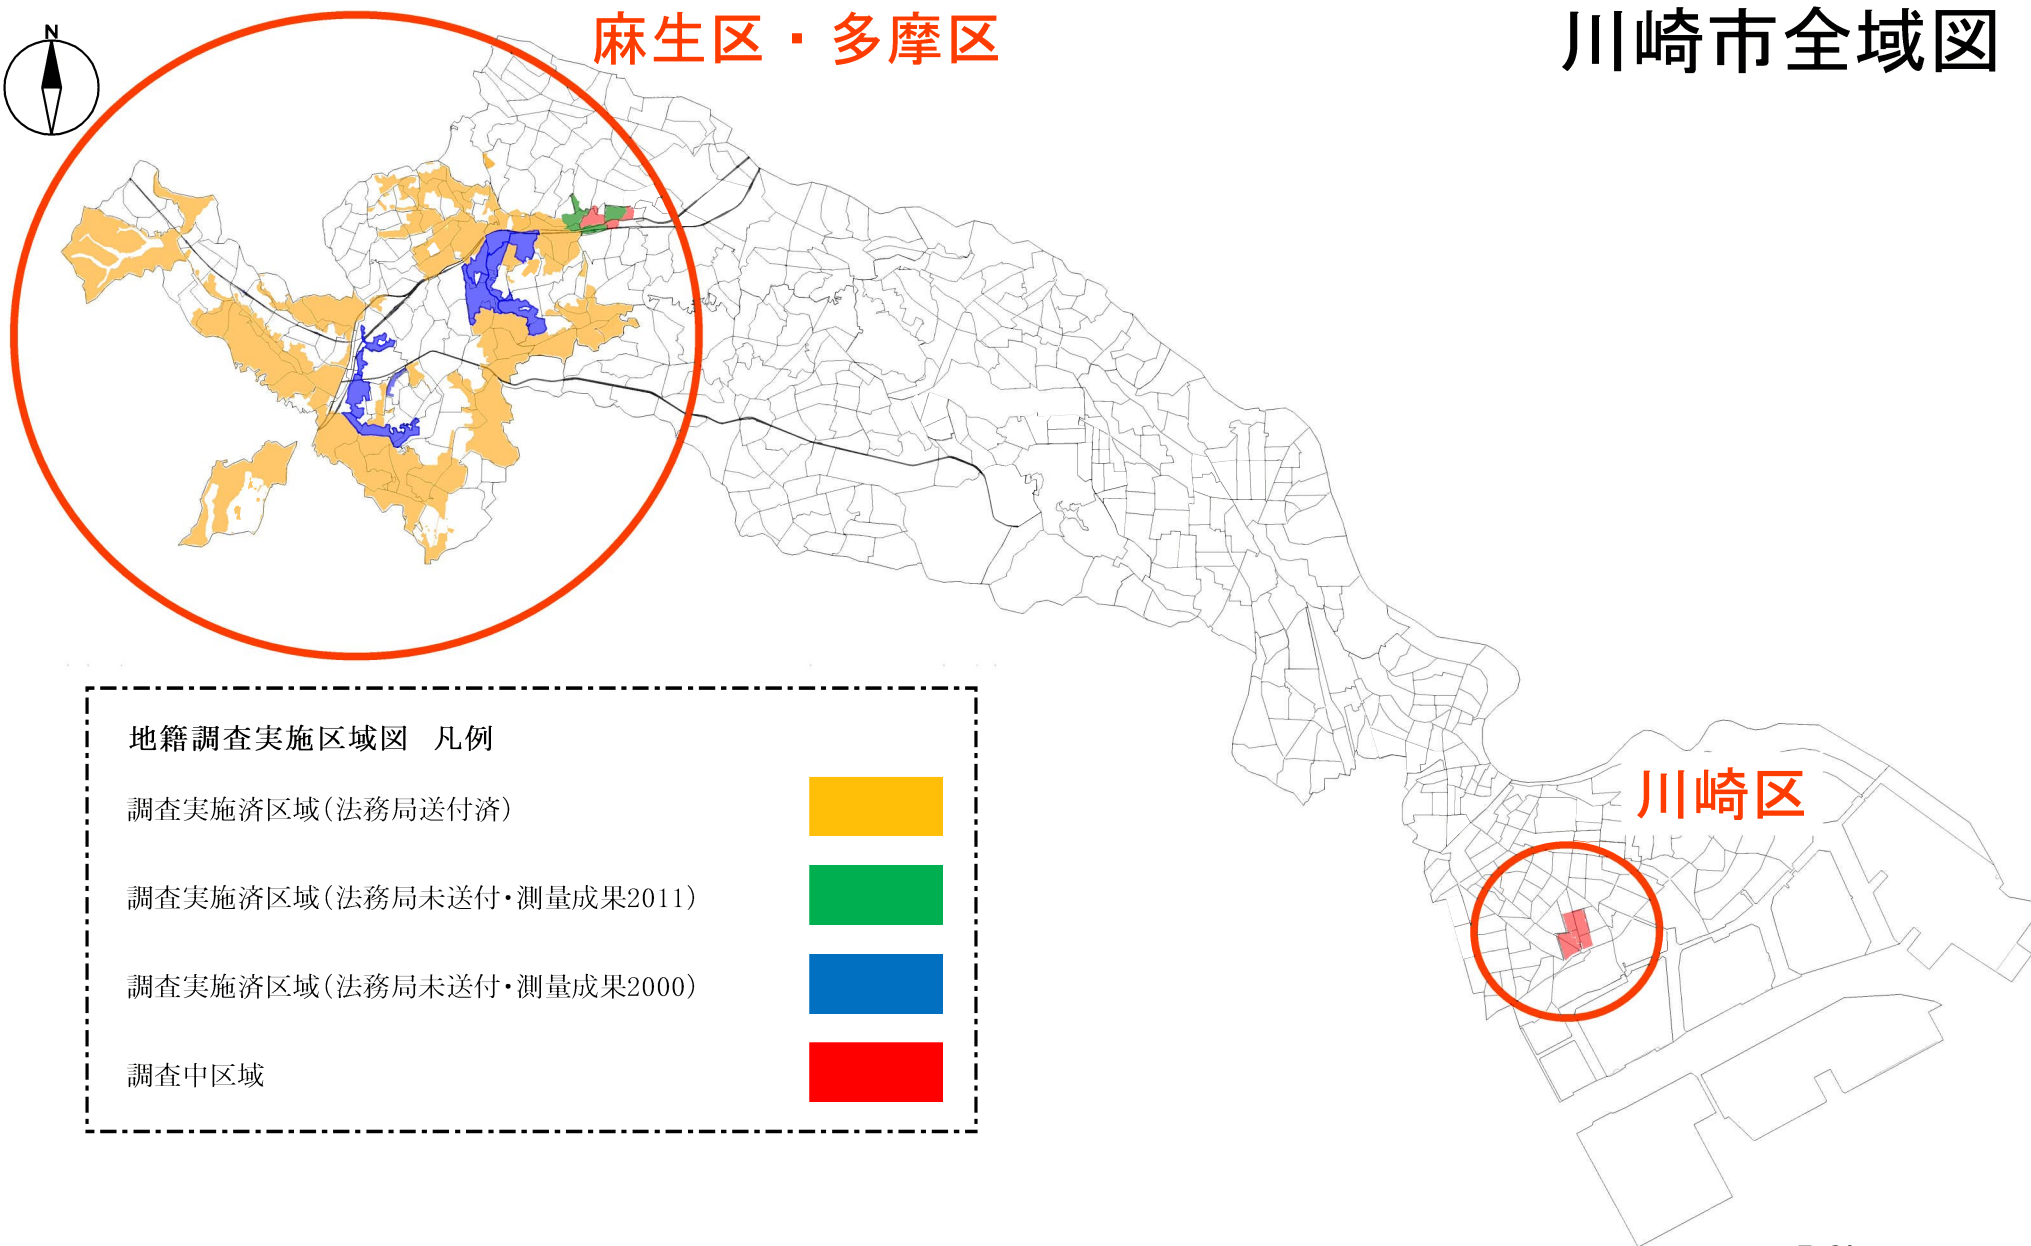 川崎市全域図
麻生区・多摩区
N
地籍調査実施区域図　凡例
調査実施済区域(法務局送付済)
調査実施済区域(法務局未送付・測量成果2011)
調査実施済区域(法務局未送付・測量成果2000)
調査中区域
川崎区